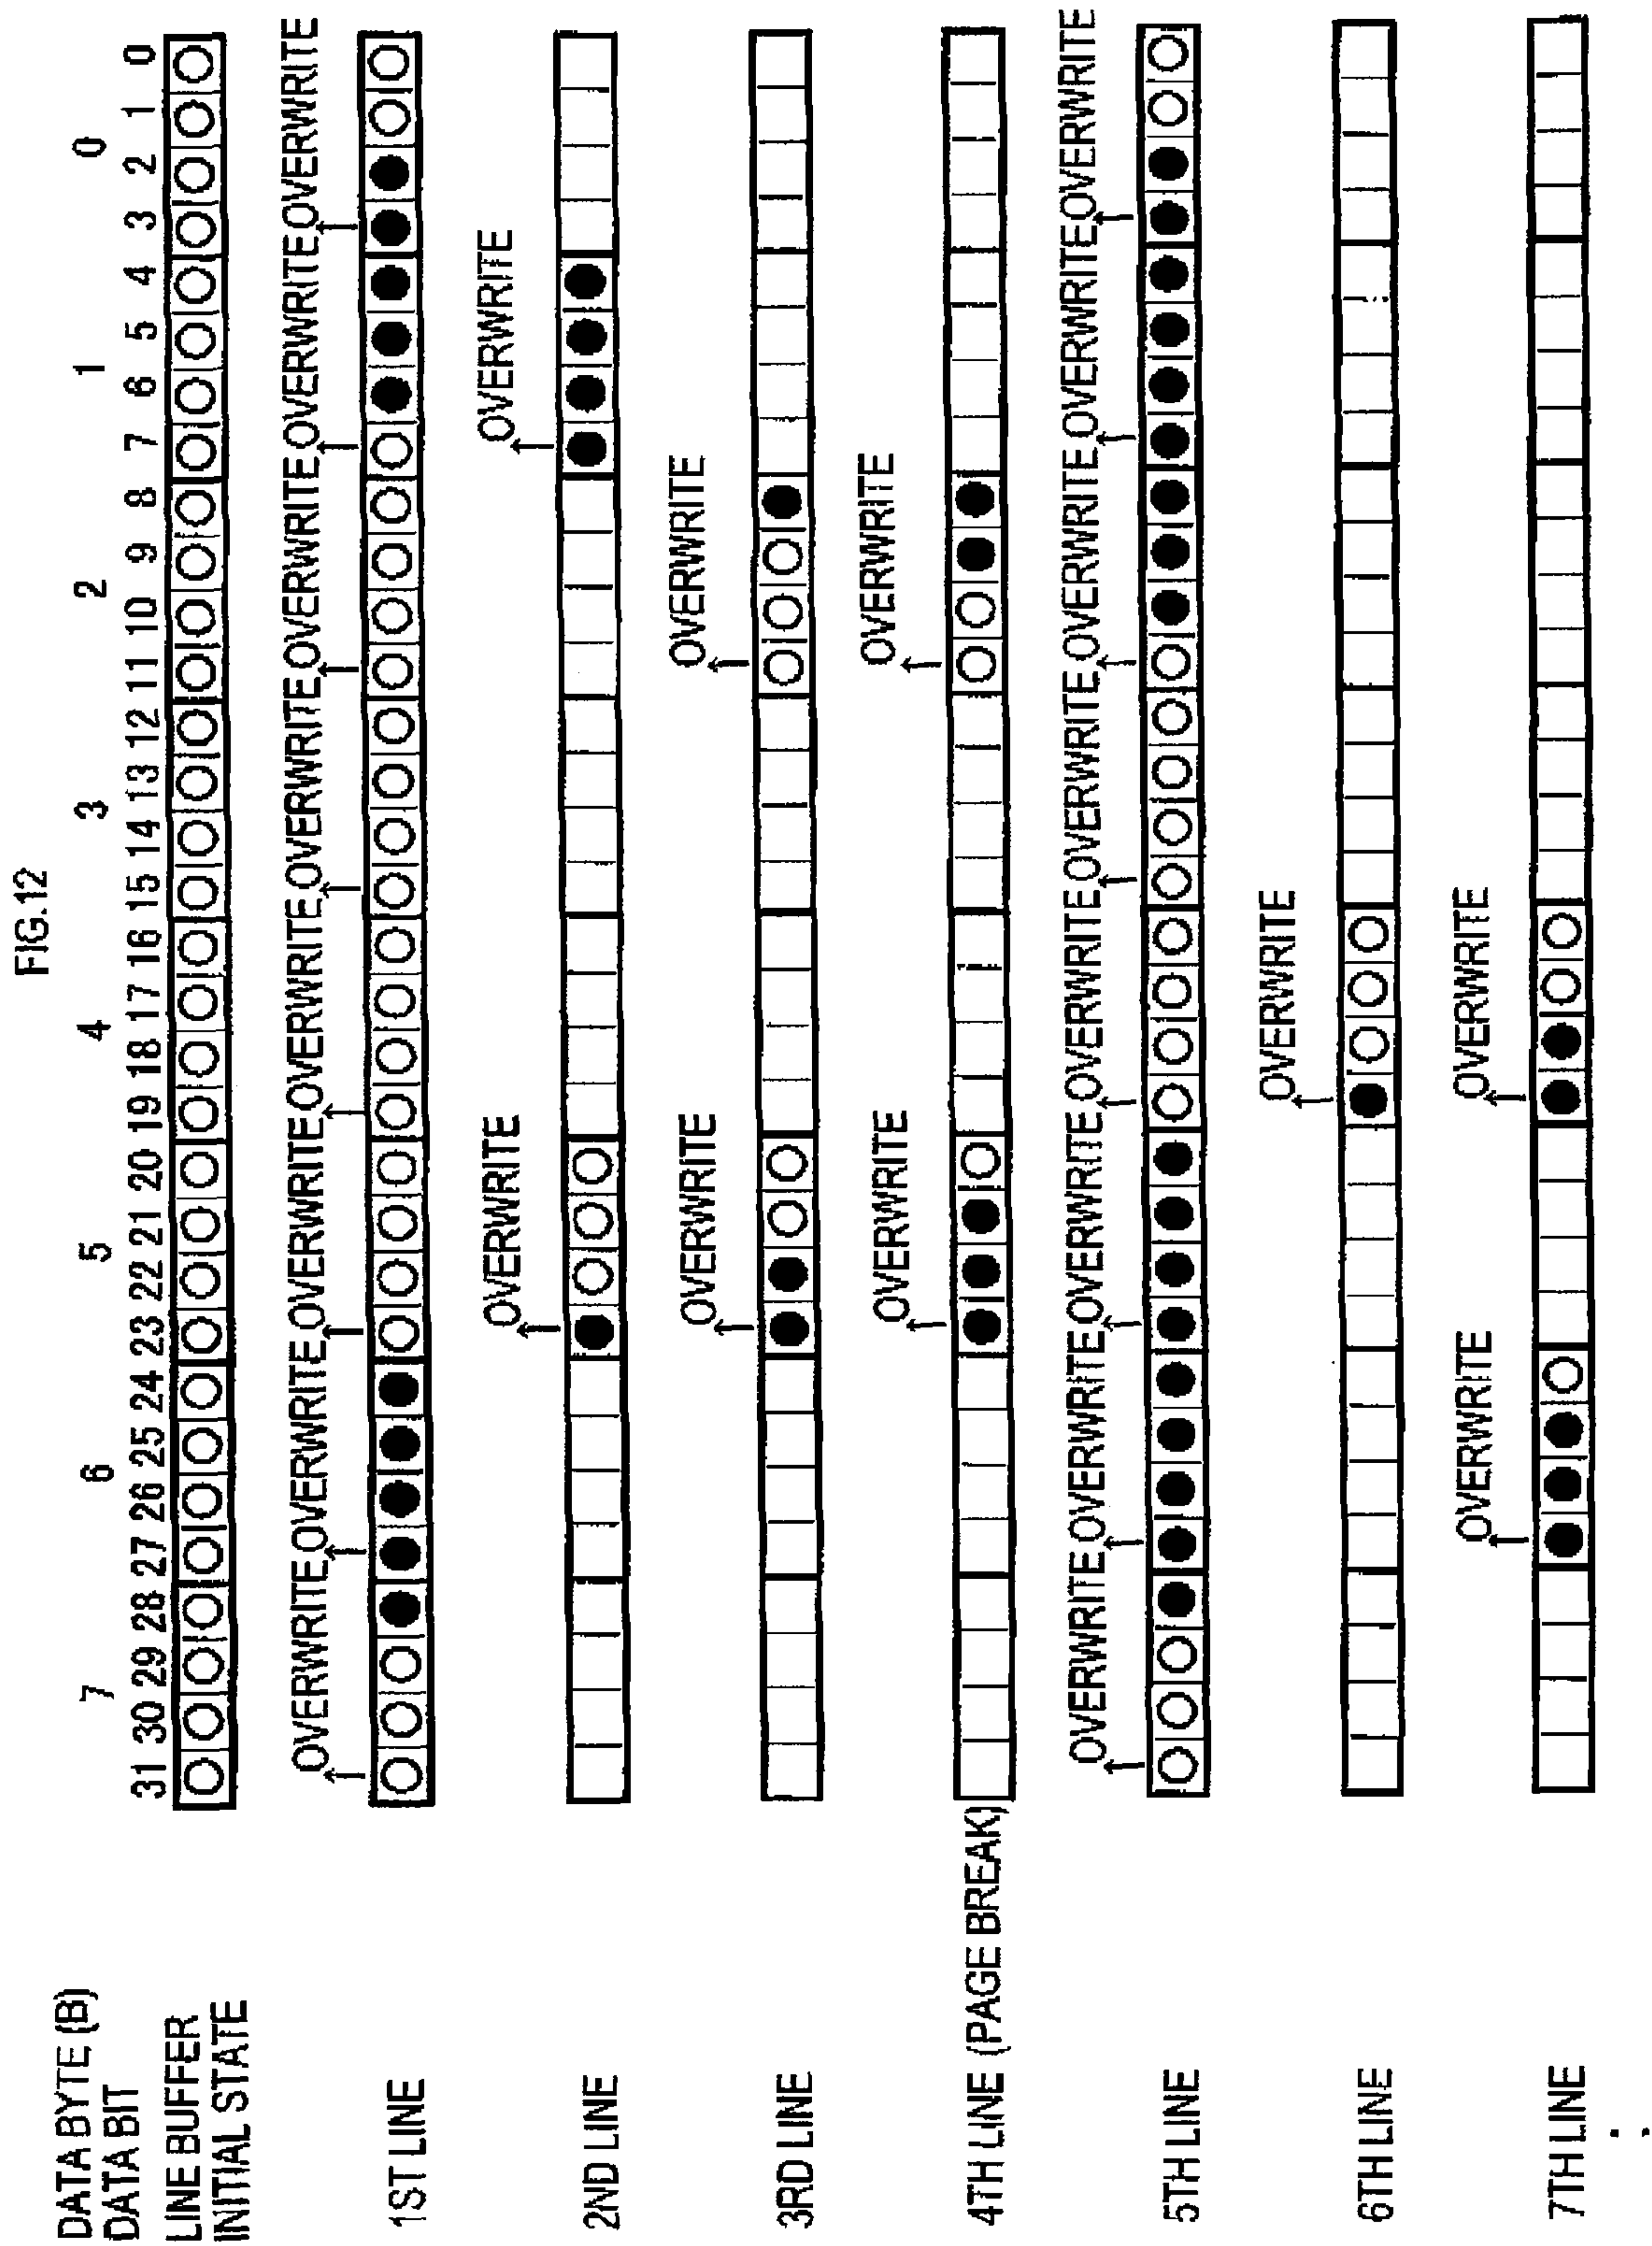 FIG.12
DATA BYTE (B) 7 6 5 4 3 2 1 0
DATA BIT 31 30 29 28 27 26 25 24 23 22 21 20 19 18 17 16 15 14 13 12 11 10 9 8 7 6 5 4 3 2 1 0
LINE BUFFER
INITIAL STATE
OVERWRITE OVERWRITE OVERWRITE OVERWRITE OVERWRITE OVERWRITE OVERWRITE OVERWRITE
1ST LINE
OVERWRITE OVERWRITE
2ND LINE
OVERWRITE OVERWRITE
3RD LINE
OVERWRITE OVERWRITE
4TH LINE (PAGE BREAK)
OVERWRITE OVERWRITE OVERWRITE OVERWRITE OVERWRITE OVERWRITE OVERWRITE OVERWRITE
5TH LINE
OVERWRITE
6TH LINE
OVERWRITE OVERWRITE
7TH LINE